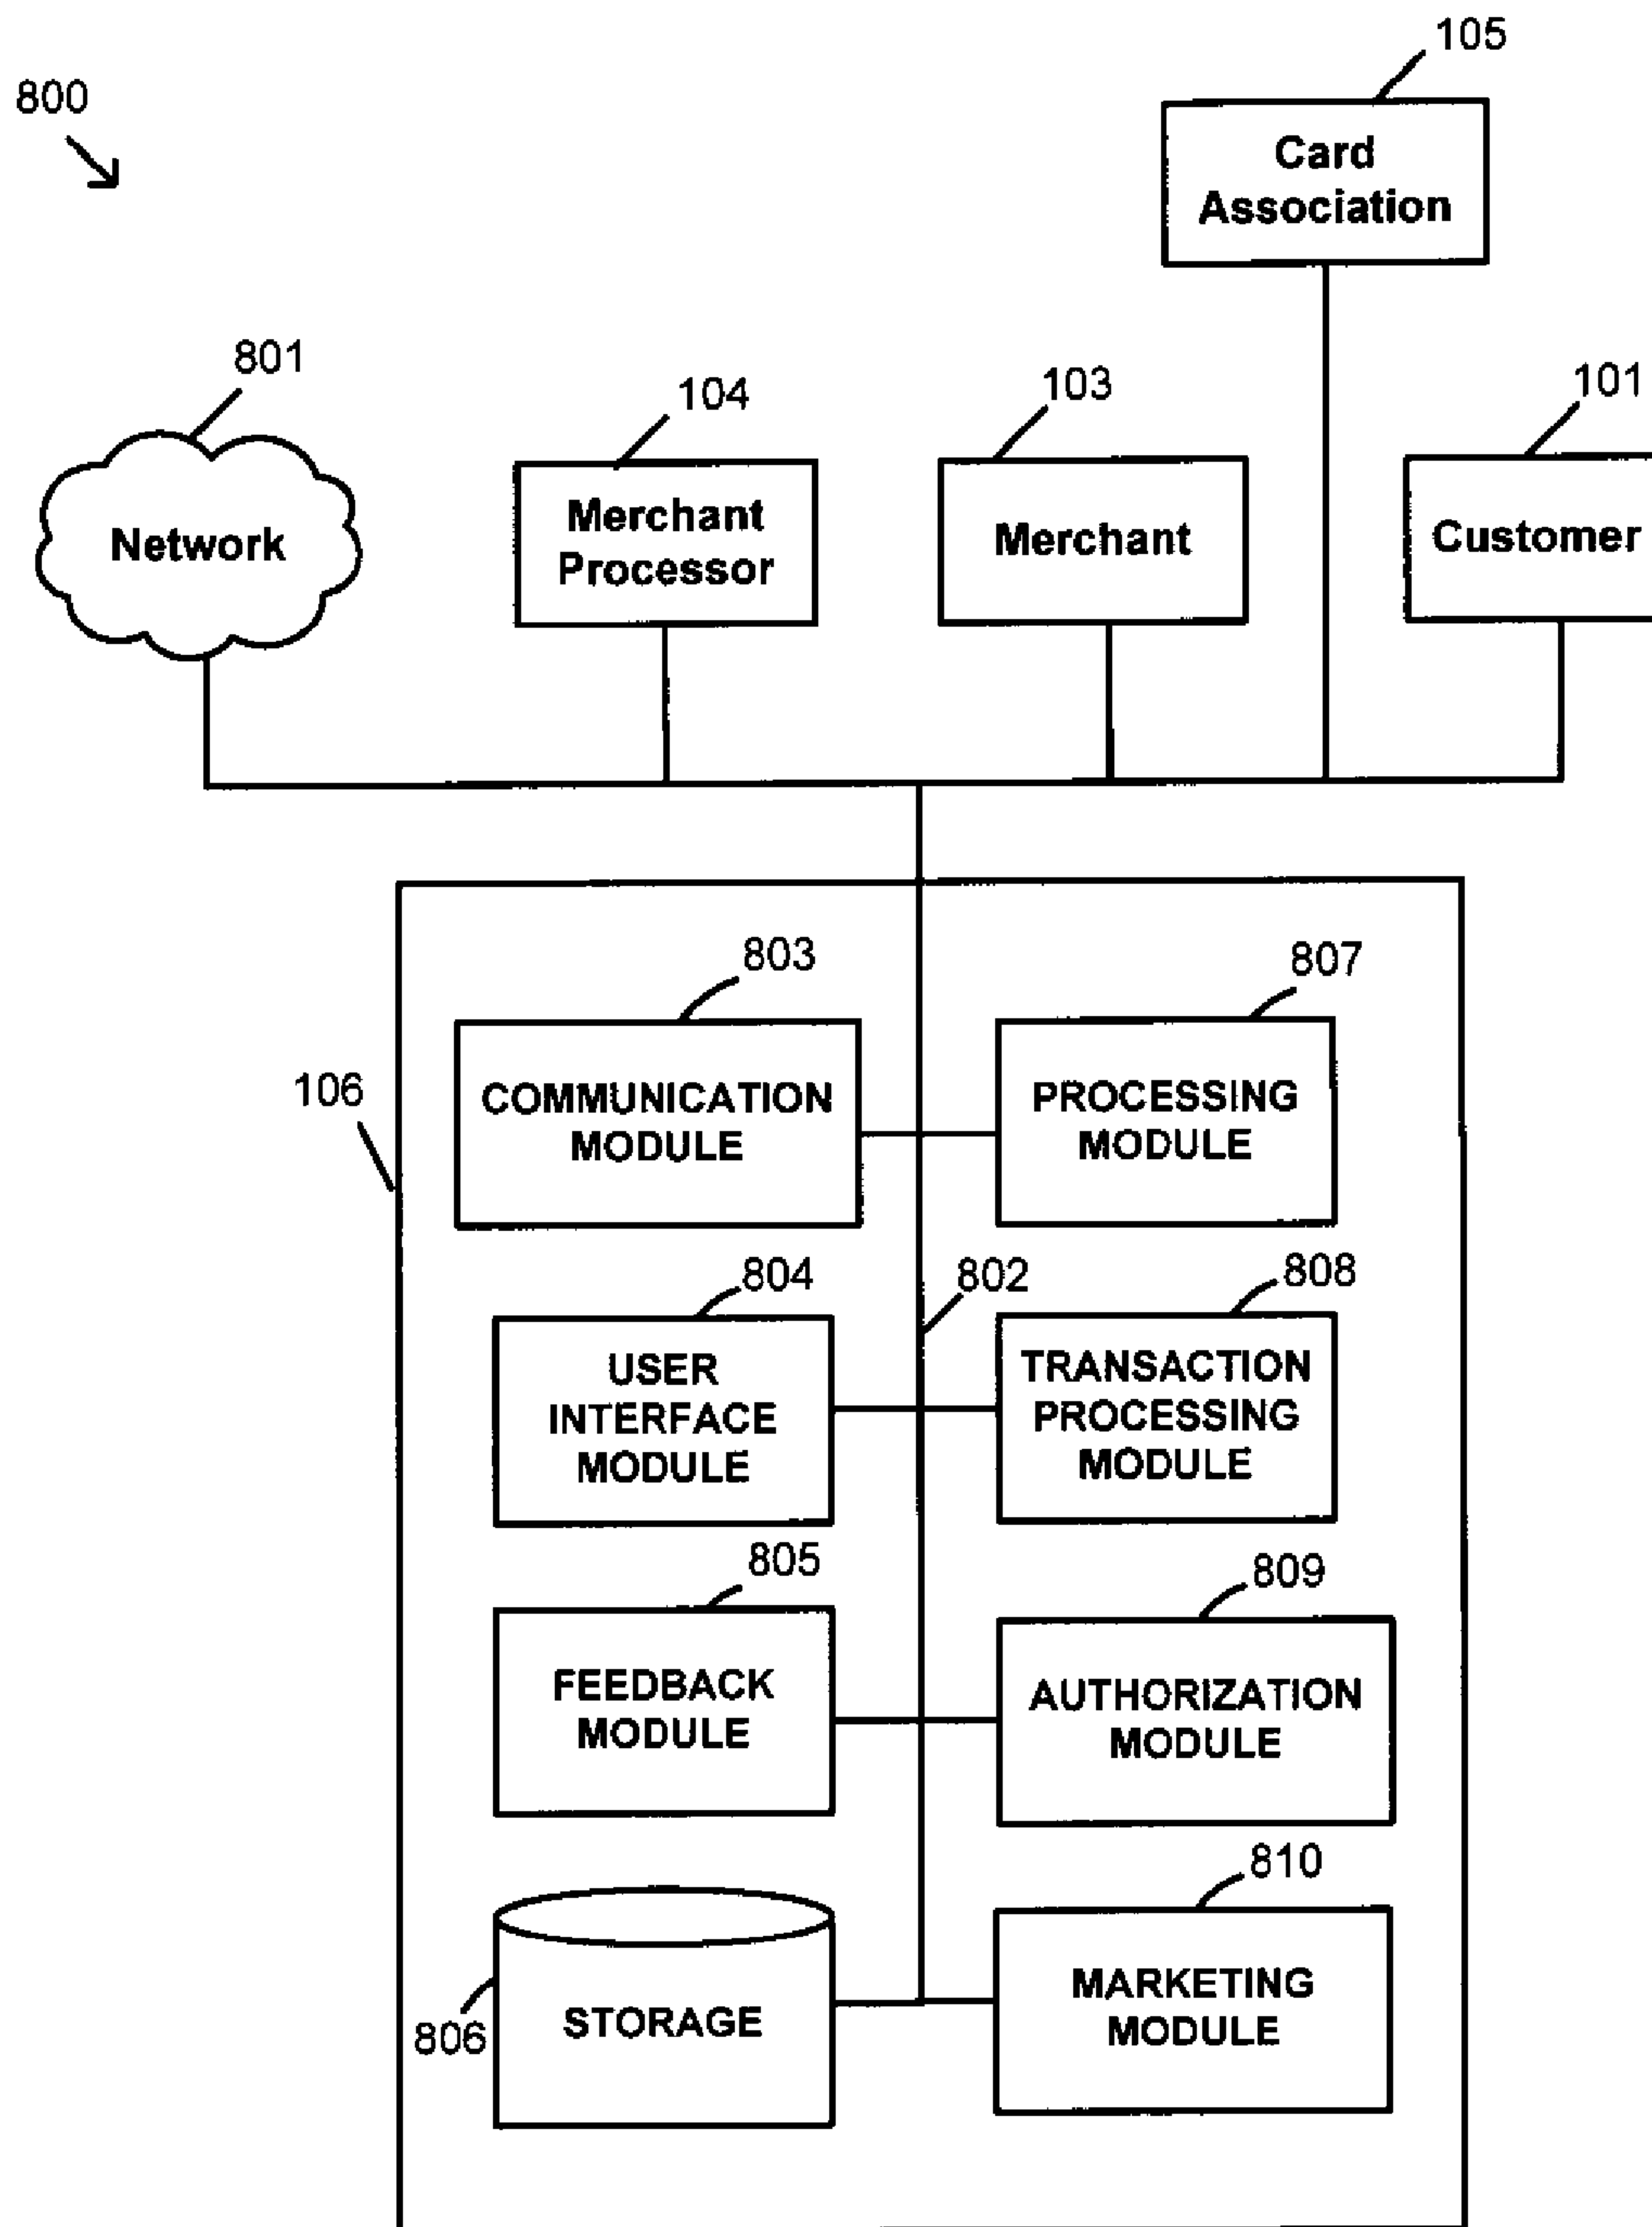 105
800
Card
Association
801
104
103
101
Network
Merchant
Processor
Merchant
Customer
803
807
106
COMMUNICATION
MODULE
PROCESSING
MODULE
804
802
808
USER
INTERFACE
MODULE
TRANSACTION
PROCESSING
MODULE
805
809
FEEDBACK
MODULE
AUTHORIZATION
MODULE
810
806
STORAGE
MARKETING
MODULE